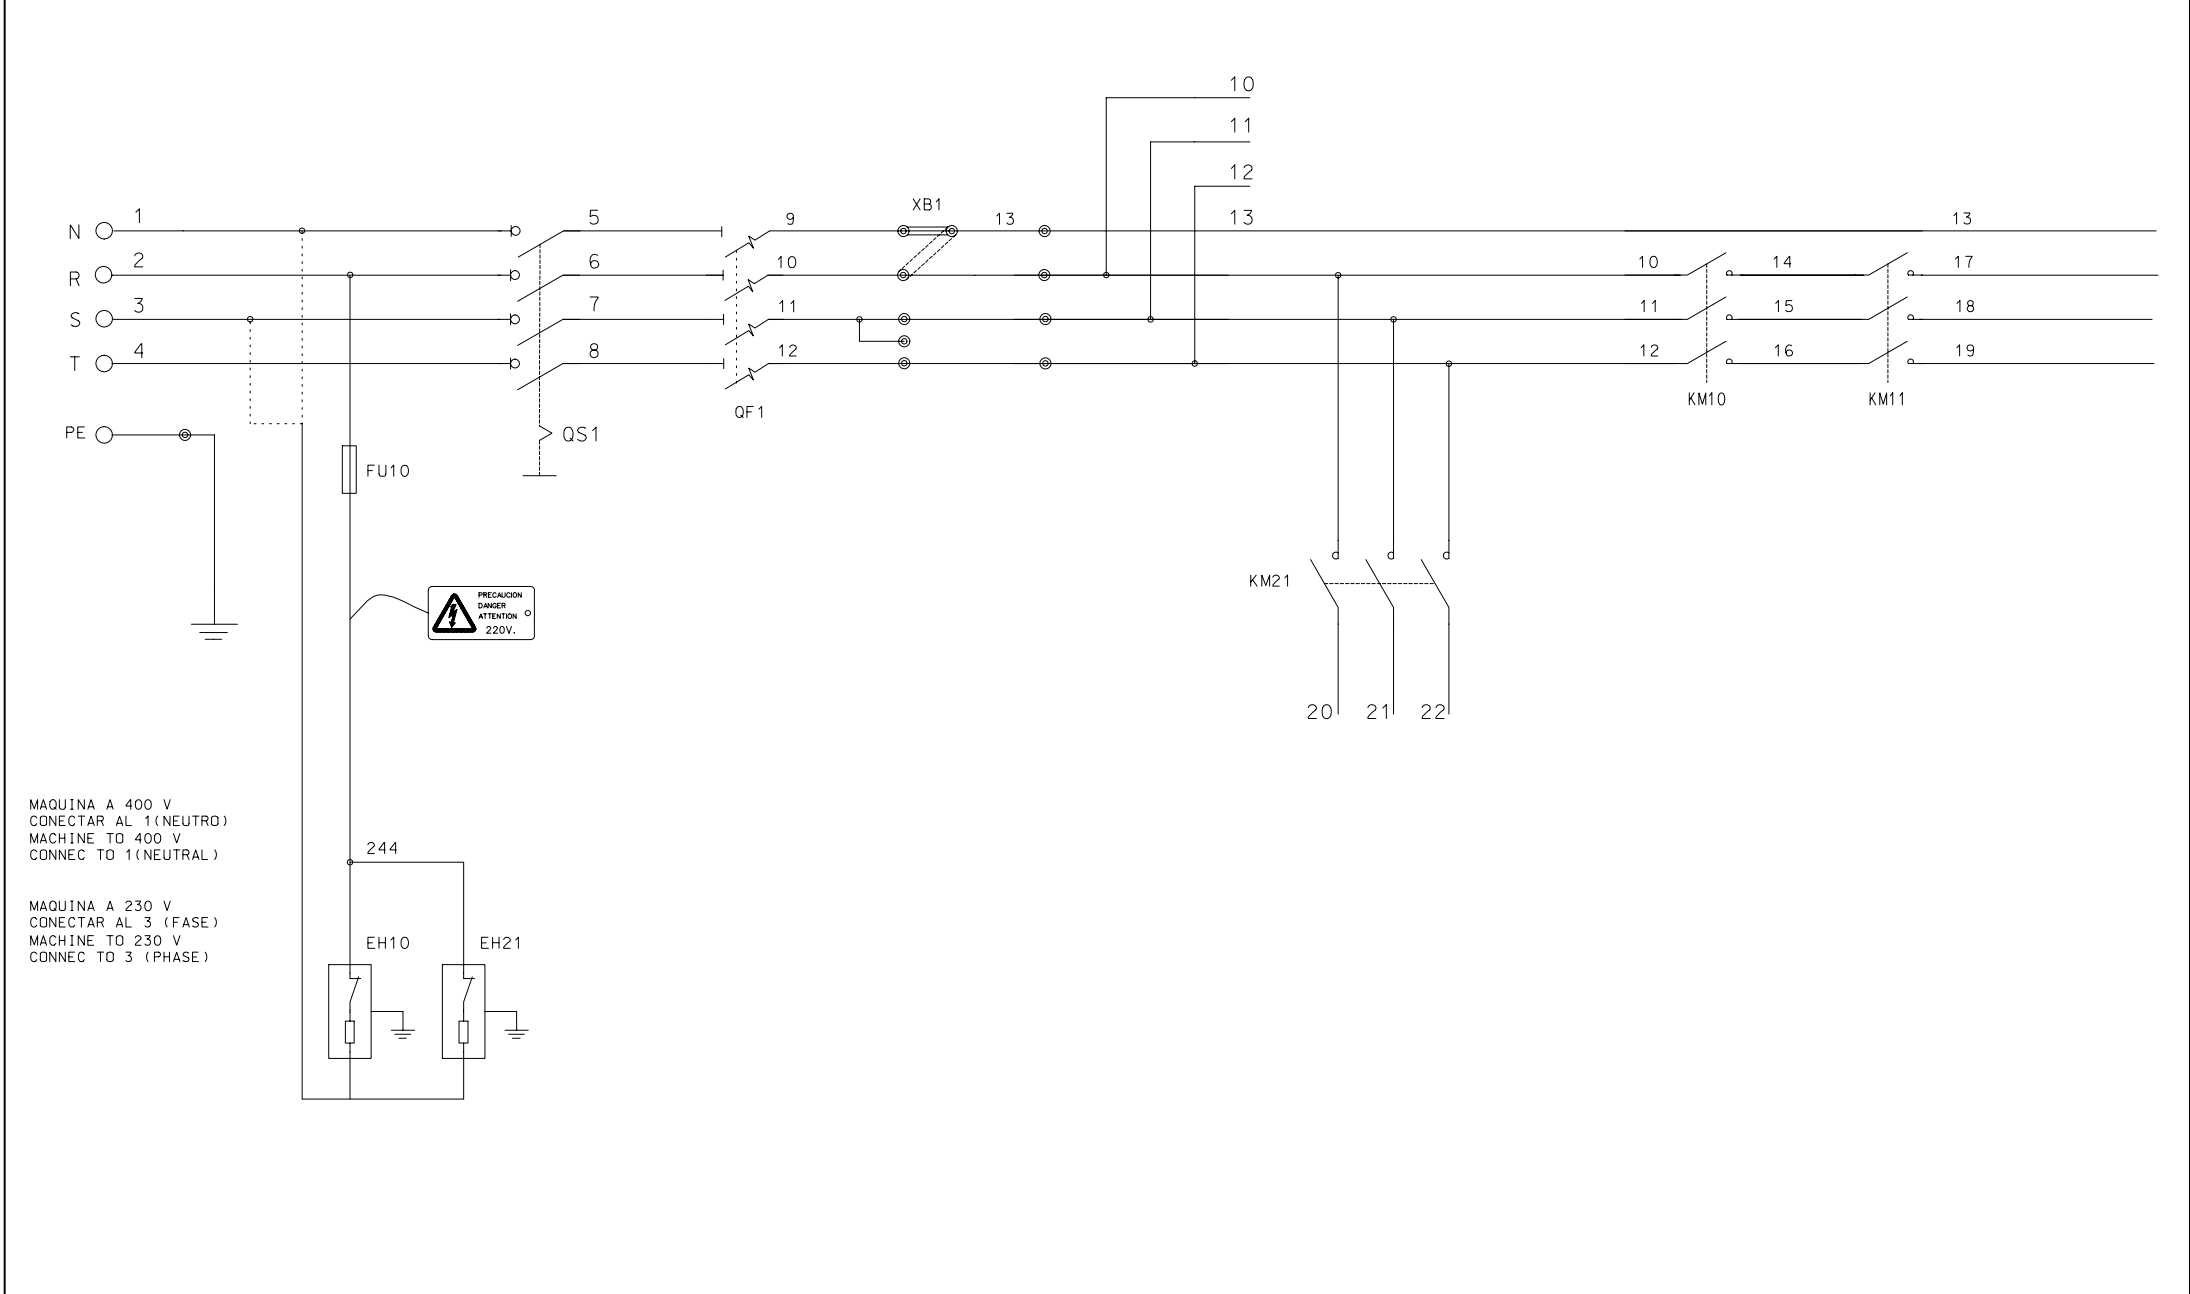 10
11
12
XB1
N 1 5 9 13 13 13
R 2 6 10 10 14 17
S 3 7 11 11 15 18
T 4 8 12 12 16 19
KM10 KM11
QF1
PE QS1
FU10
KM21
PRECAUCION
DANGER
ATTENTION
220V.
20 21 22
MAQUINA A 400 V
CONECTAR AL 1(NEUTRO)
MACHINE TO 400 V
CONNEC TO 1(NEUTRAL)
244
MAQUINA A 230 V
CONECTAR AL 3 (FASE)
MACHINE TO 230 V
CONNEC TO 3 (PHASE)
EH10 EH21